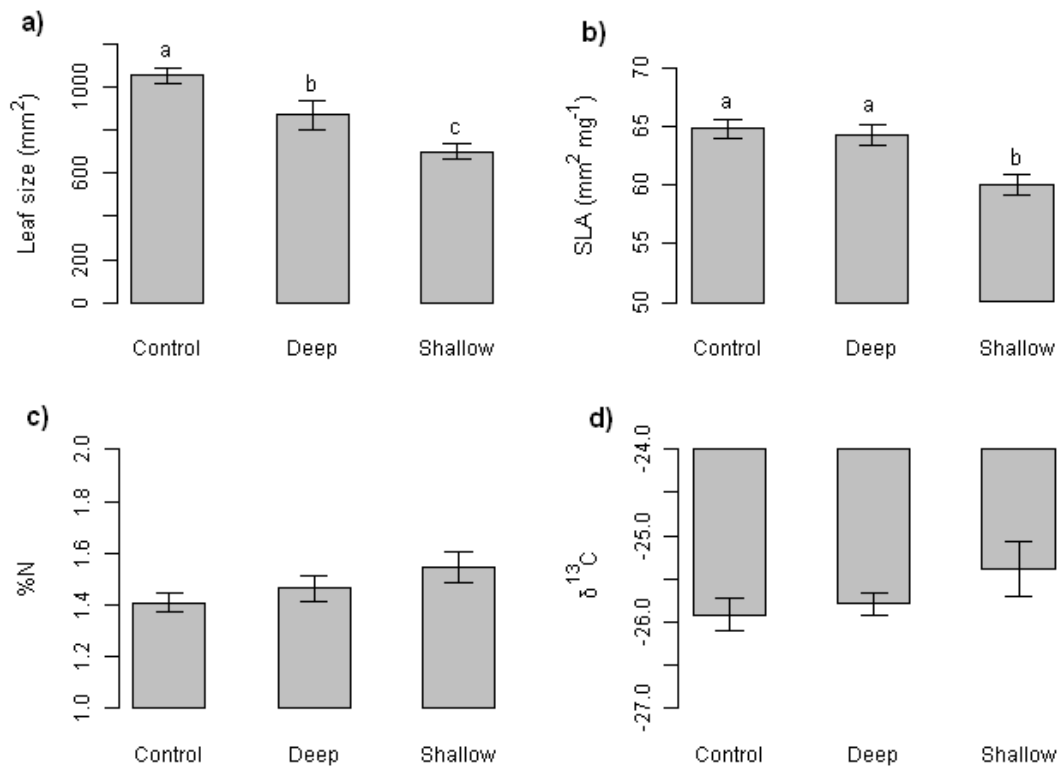 a)
Leaf size (mm²)
1000
600
200
0
a
b
c
Control Deep Shallow
b)
SLA (mm² mg⁻¹)
70
65
60
55
50
a
a
b
Control Deep Shallow
c)
%N
2.0
1.8
1.6
1.4
1.2
1.0
Control Deep Shallow
d)
δ¹³C
-24.0
-25.0
-26.0
-27.0
Control Deep Shallow